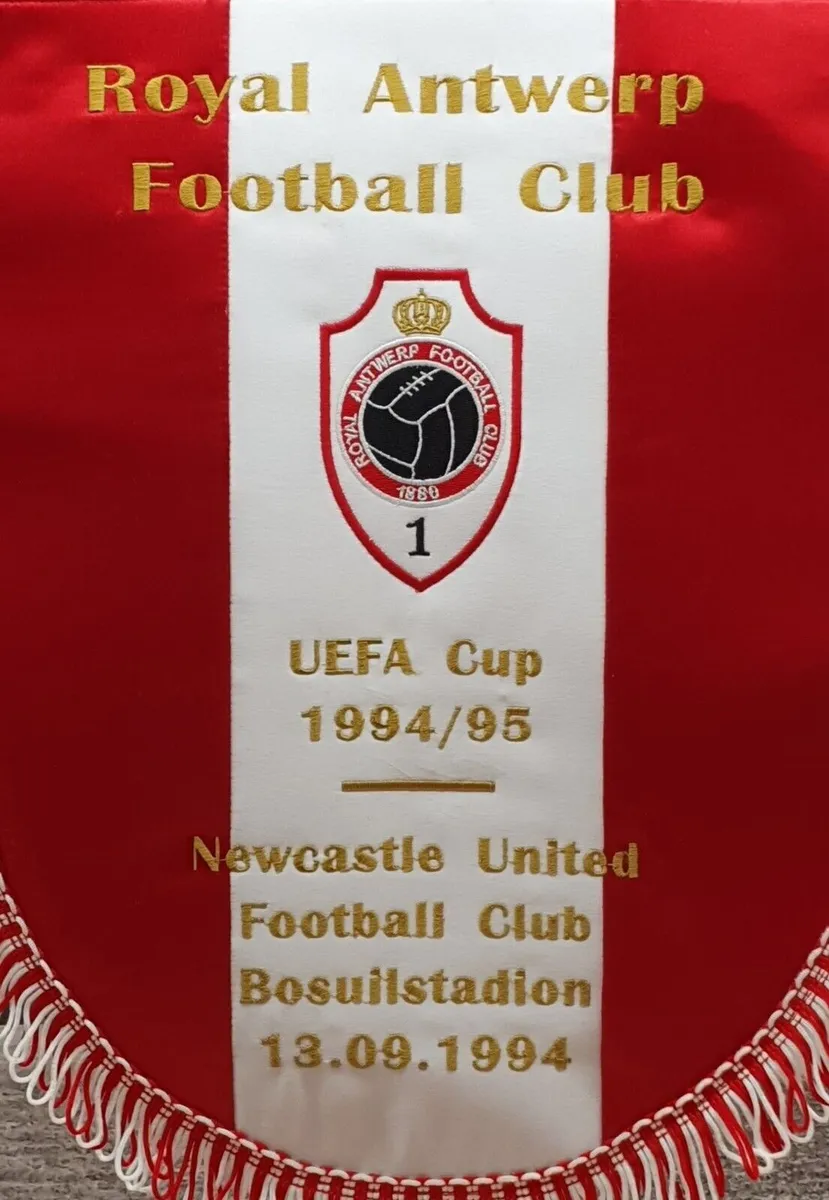 Royal Antwerp
Football Club
ROYAL ANTWERP FOOTBALL CLUB
1880
1
UEFA Cup
1994/95
Newcastle United
Football Club
Bosuilstadion
13.09.1994